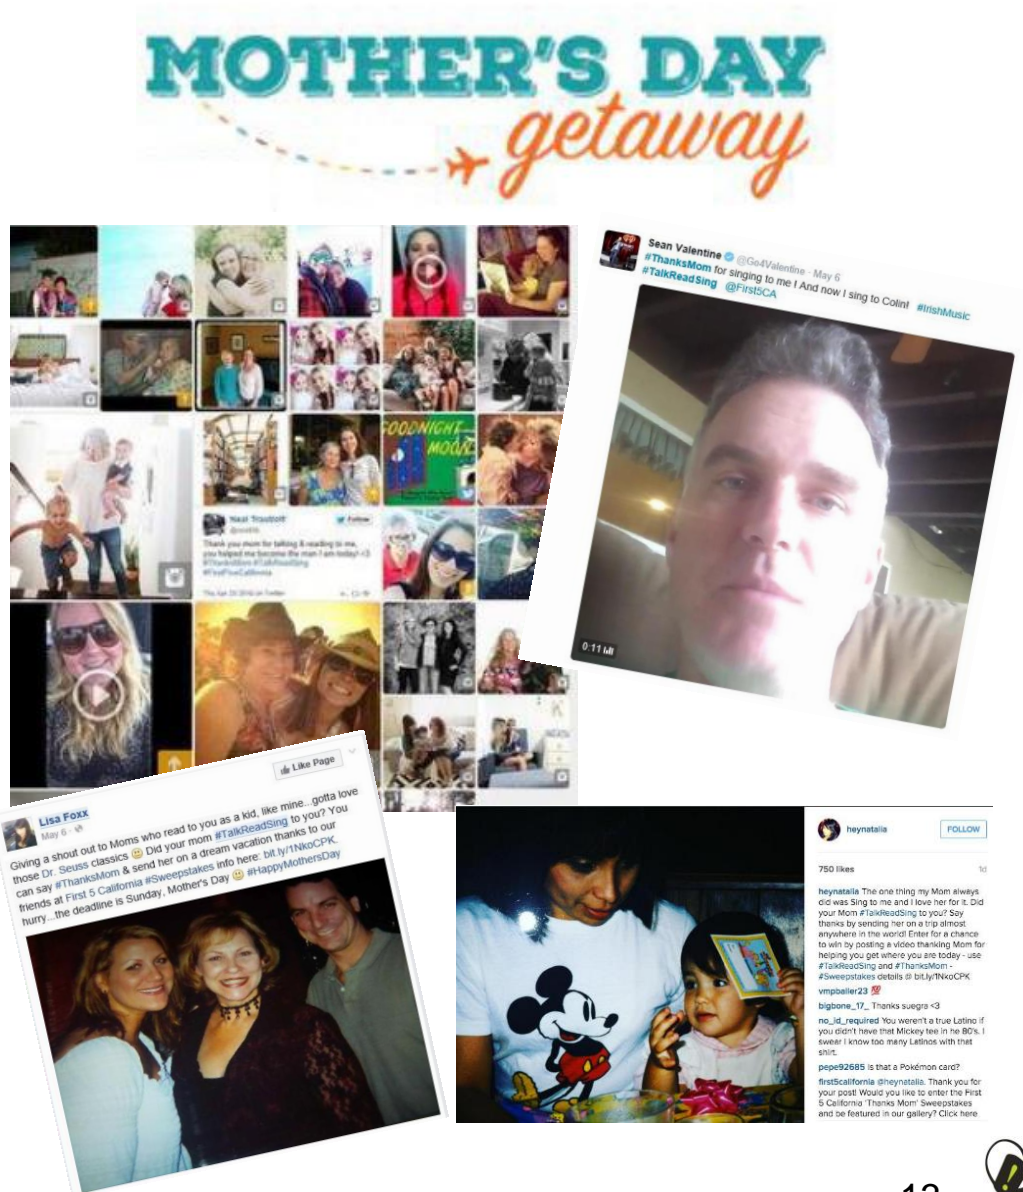 MOTHER'S DAY
getaway
Sean Valentine @Go4Valentine · May 6
#ThanksMom for singing to me ! And now I sing to Colin! #IrishMusic
#TalkReadSing @First5CA
0:11
GOODNIGHT
MOON
Neal Follow
Thank you mom for talking & reading to me,
you helped me become the man I am today! <3
#ThanksMom #TalkReadSing
#FirstFiveCalifornia
Like Page
Lisa Foxx
May 6 ·
Giving a shout out to Moms who read to you as a kid, like mine...gotta love
those Dr. Seuss classics 🙂 Did your mom #TalkReadSing to you? You
can say #ThanksMom & send her on a dream vacation thanks to our
friends at First 5 California #Sweepstakes info here: bit.ly/1NkoCPK.
hurry...the deadline is Sunday, Mother's Day 🙂 #HappyMothersDay
heynatalia FOLLOW
750 likes 1d
heynatalia The one thing my Mom always
did was Sing to me and I love her for it. Did
your Mom #TalkReadSing to you? Say
thanks by sending her on a trip almost
anywhere in the world! Enter for a chance
to win by posting a video thanking Mom for
helping you get where you are today - use
#TalkReadSing and #ThanksMom -
#Sweepstakes details @ bit.ly/1NkoCPK
vmpballer23 💯
bigbone_17_ Thanks suegra <3
no_id_required You weren't a true Latino if
you didn't have that Mickey tee in he 80's. I
swear I know too many Latinos with that
shirt.
pepe92685 Is that a Pokémon card?
first5california @heynatalia. Thank you for
your post! Would you like to enter the First
5 California 'Thanks Mom' Sweepstakes
and be featured in our gallery? Click here